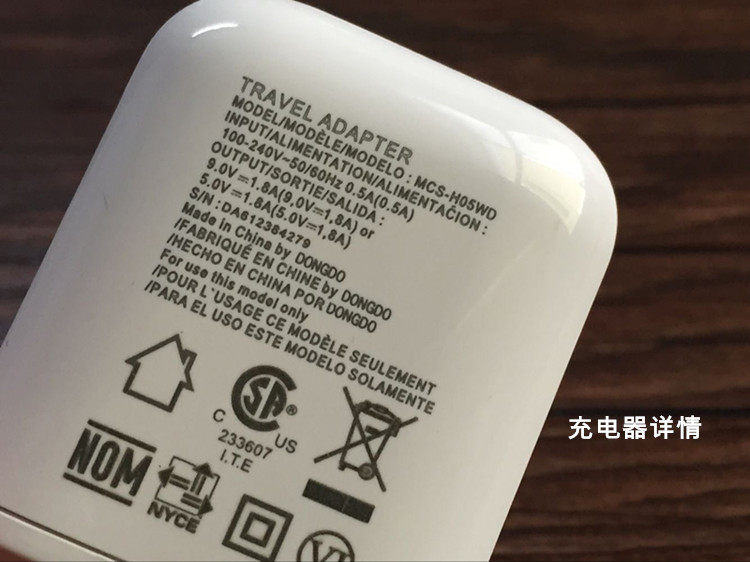 TRAVEL ADAPTER
MODEL/MODÈLE/MODELO : MCS-H05WD
INPUT/ALIMENTATION/ALIMENTACIÓN :
100-240V~50/60Hz 0.5A(0.5A)
OUTPUT/SORTIE/SALIDA :
9.0V⎓1.8A(9.0V⎓1.8A) or
5.0V⎓1.8A(5.0V⎓1.8A)
S/N : DA612384279
Made in China by DONGDO
/FABRIQUÉ EN CHINE by DONGDO
/HECHO EN CHINA POR DONGDO
For use this model only
/POUR L'USAGE CE MODÈLE SEULEMENT
/PARA EL USO ESTE MODELO SOLAMENTE
SA®
C US
233607
I.T.E
充电器详情
NOM
NYCE
VI